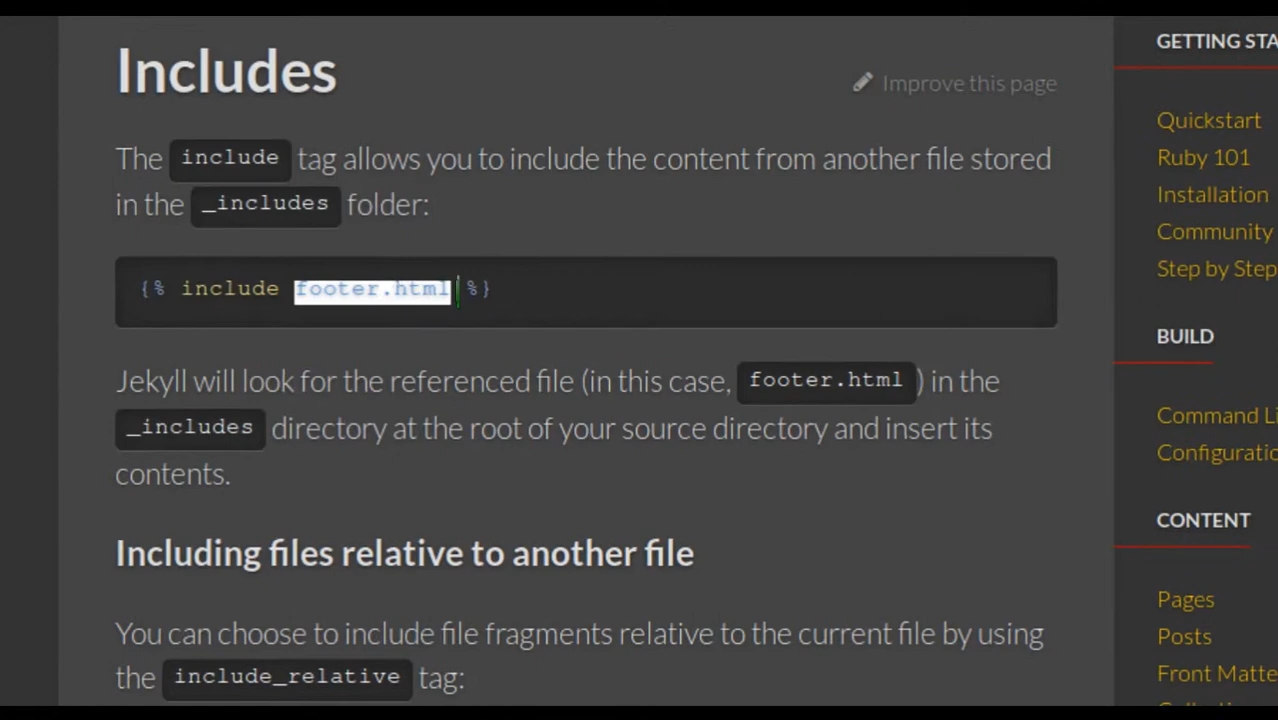 Includes
Improve this page
The include tag allows you to include the content from another file stored
in the _includes folder:
{% include footer.html %}
Jekyll will look for the referenced file (in this case, footer.html ) in the
_includes directory at the root of your source directory and insert its
contents.
Including files relative to another file
You can choose to include file fragments relative to the current file by using
the include_relative tag:
GETTING STA
Quickstart
Ruby 101
Installation
Community
Step by Step
BUILD
Command Li
Configuratio
CONTENT
Pages
Posts
Front Matte